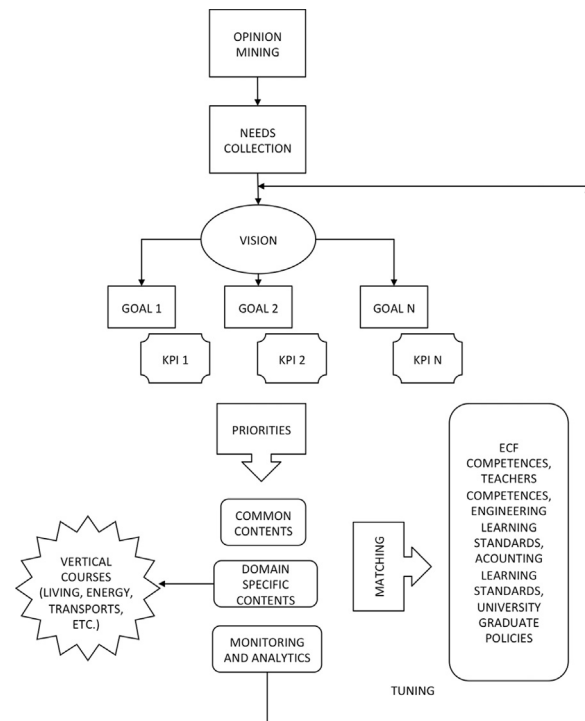 OPINION
MINING
NEEDS
COLLECTION
VISION
GOAL 1
GOAL 2
GOAL N
KPI 1
KPI 2
KPI N
PRIORITIES
COMMON
CONTENTS
DOMAIN
SPECIFIC
CONTENTS
MONITORING
AND ANALYTICS
VERTICAL
COURSES
(LIVING, ENERGY,
TRANSPORTS,
ETC.)
MATCHING
ECF
COMPETENCES,
TEACHERS
COMPETENCES,
ENGINEERING
LEARNING
STANDARDS,
ACOUNTING
LEARNING
STANDARDS,
UNIVERSITY
GRADUATE
POLICIES
TUNING